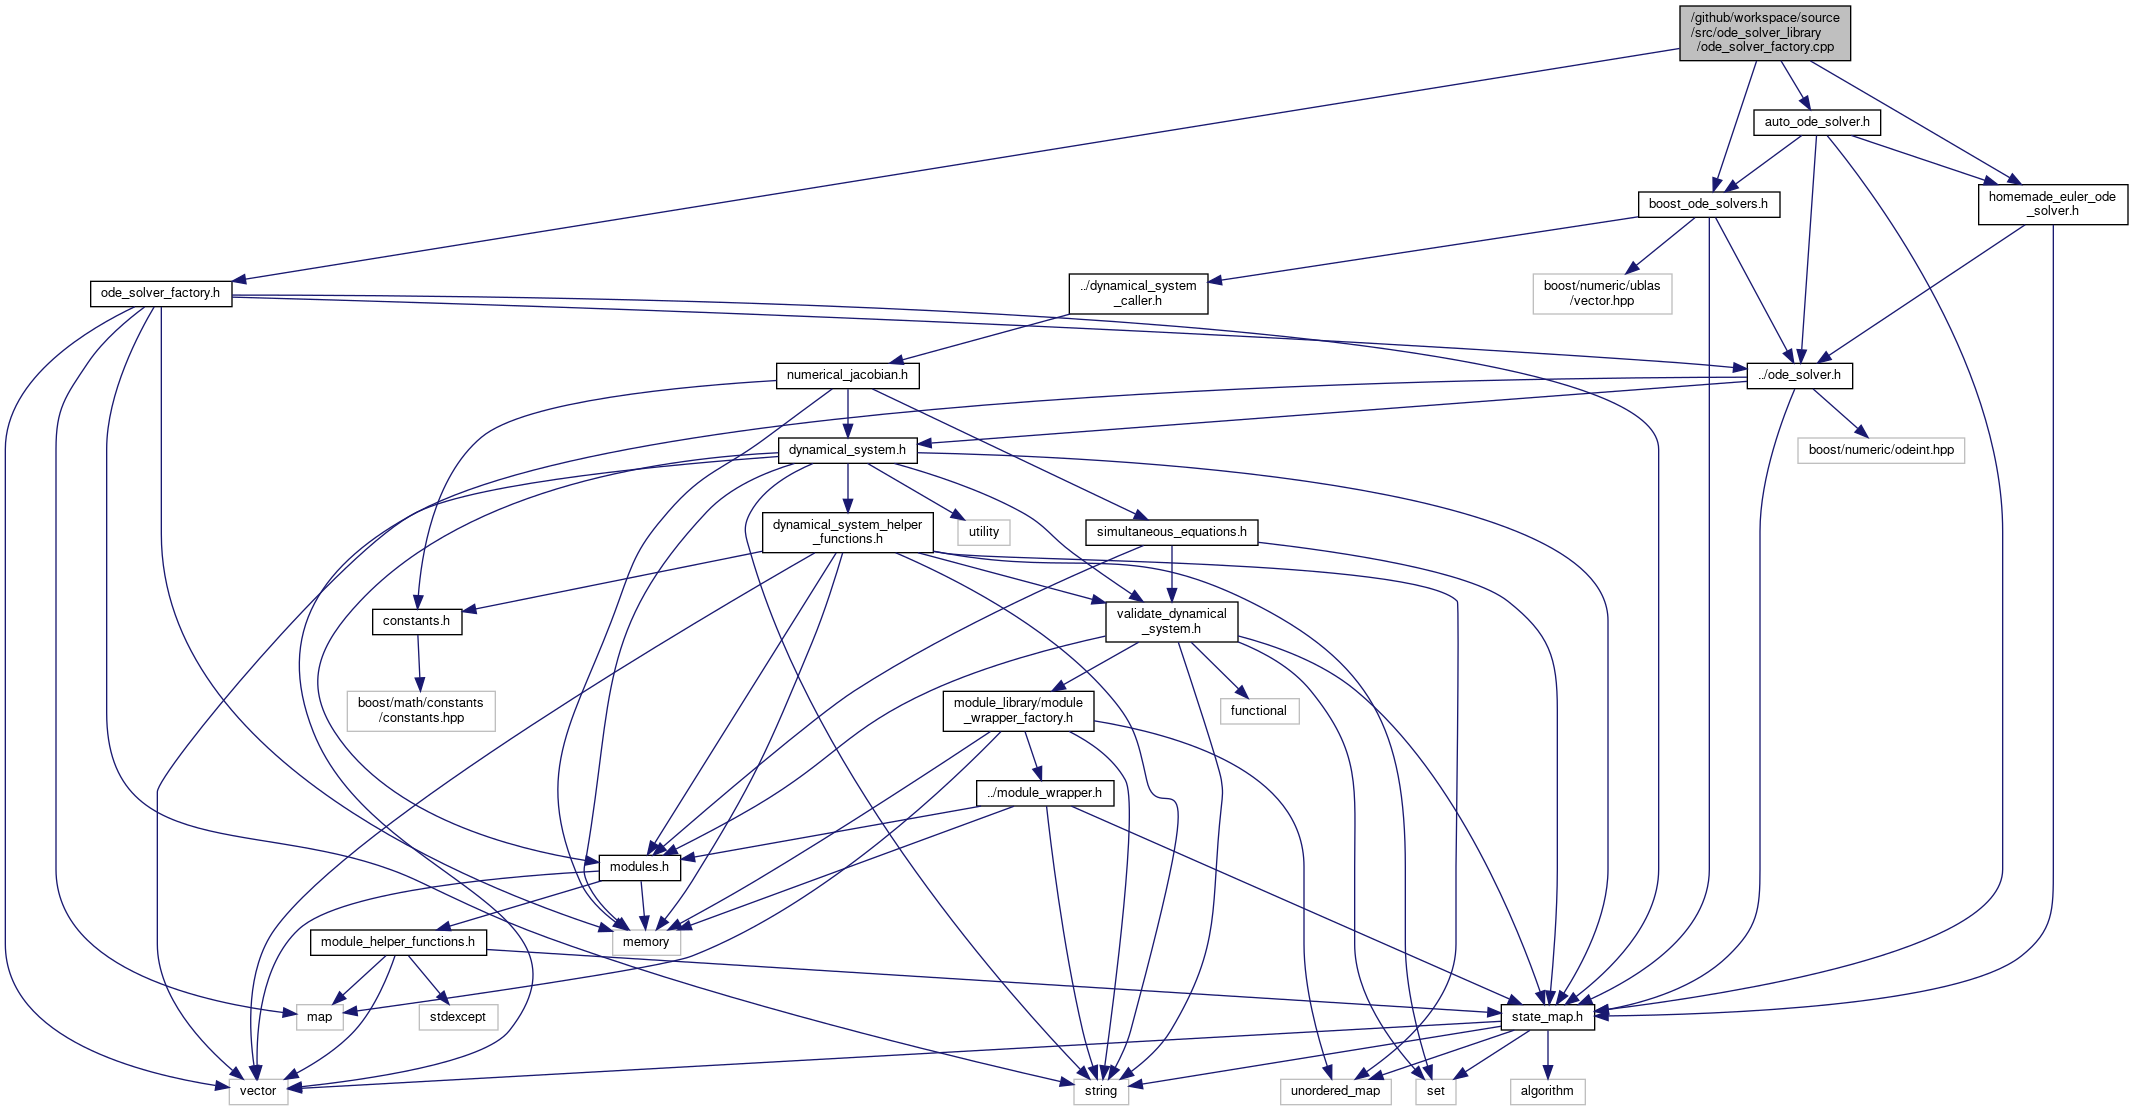 /github/workspace/source
/src/ode_solver_library
/ode_solver_factory.cpp
auto_ode_solver.h
boost_ode_solvers.h
homemade_euler_ode
_solver.h
ode_solver_factory.h
../dynamical_system
_caller.h
boost/numeric/ublas
/vector.hpp
numerical_jacobian.h
../ode_solver.h
dynamical_system.h
boost/numeric/odeint.hpp
dynamical_system_helper
_functions.h
utility
simultaneous_equations.h
constants.h
validate_dynamical
_system.h
boost/math/constants
/constants.hpp
module_library/module
_wrapper_factory.h
functional
../module_wrapper.h
modules.h
module_helper_functions.h
memory
map
stdexcept
state_map.h
vector
string
unordered_map
set
algorithm